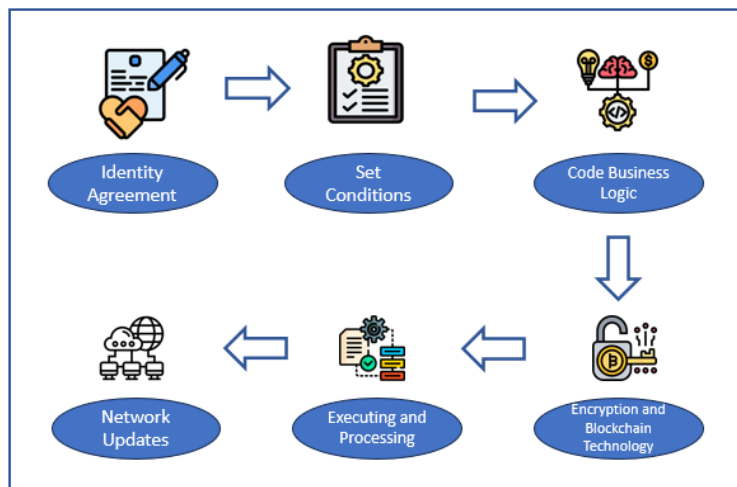 Identity
Agreement
Set
Conditions
Code Business
Logic
Encryption and
Blockchain
Technology
Executing and
Processing
Network
Updates